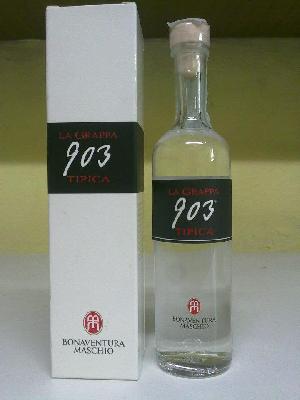 LA GRAPPA
903
TIPICA
BONAVENTURA
MASCHIO
LA GRAPPA
903
TIPICA
BONAVENTURA
MASCHIO